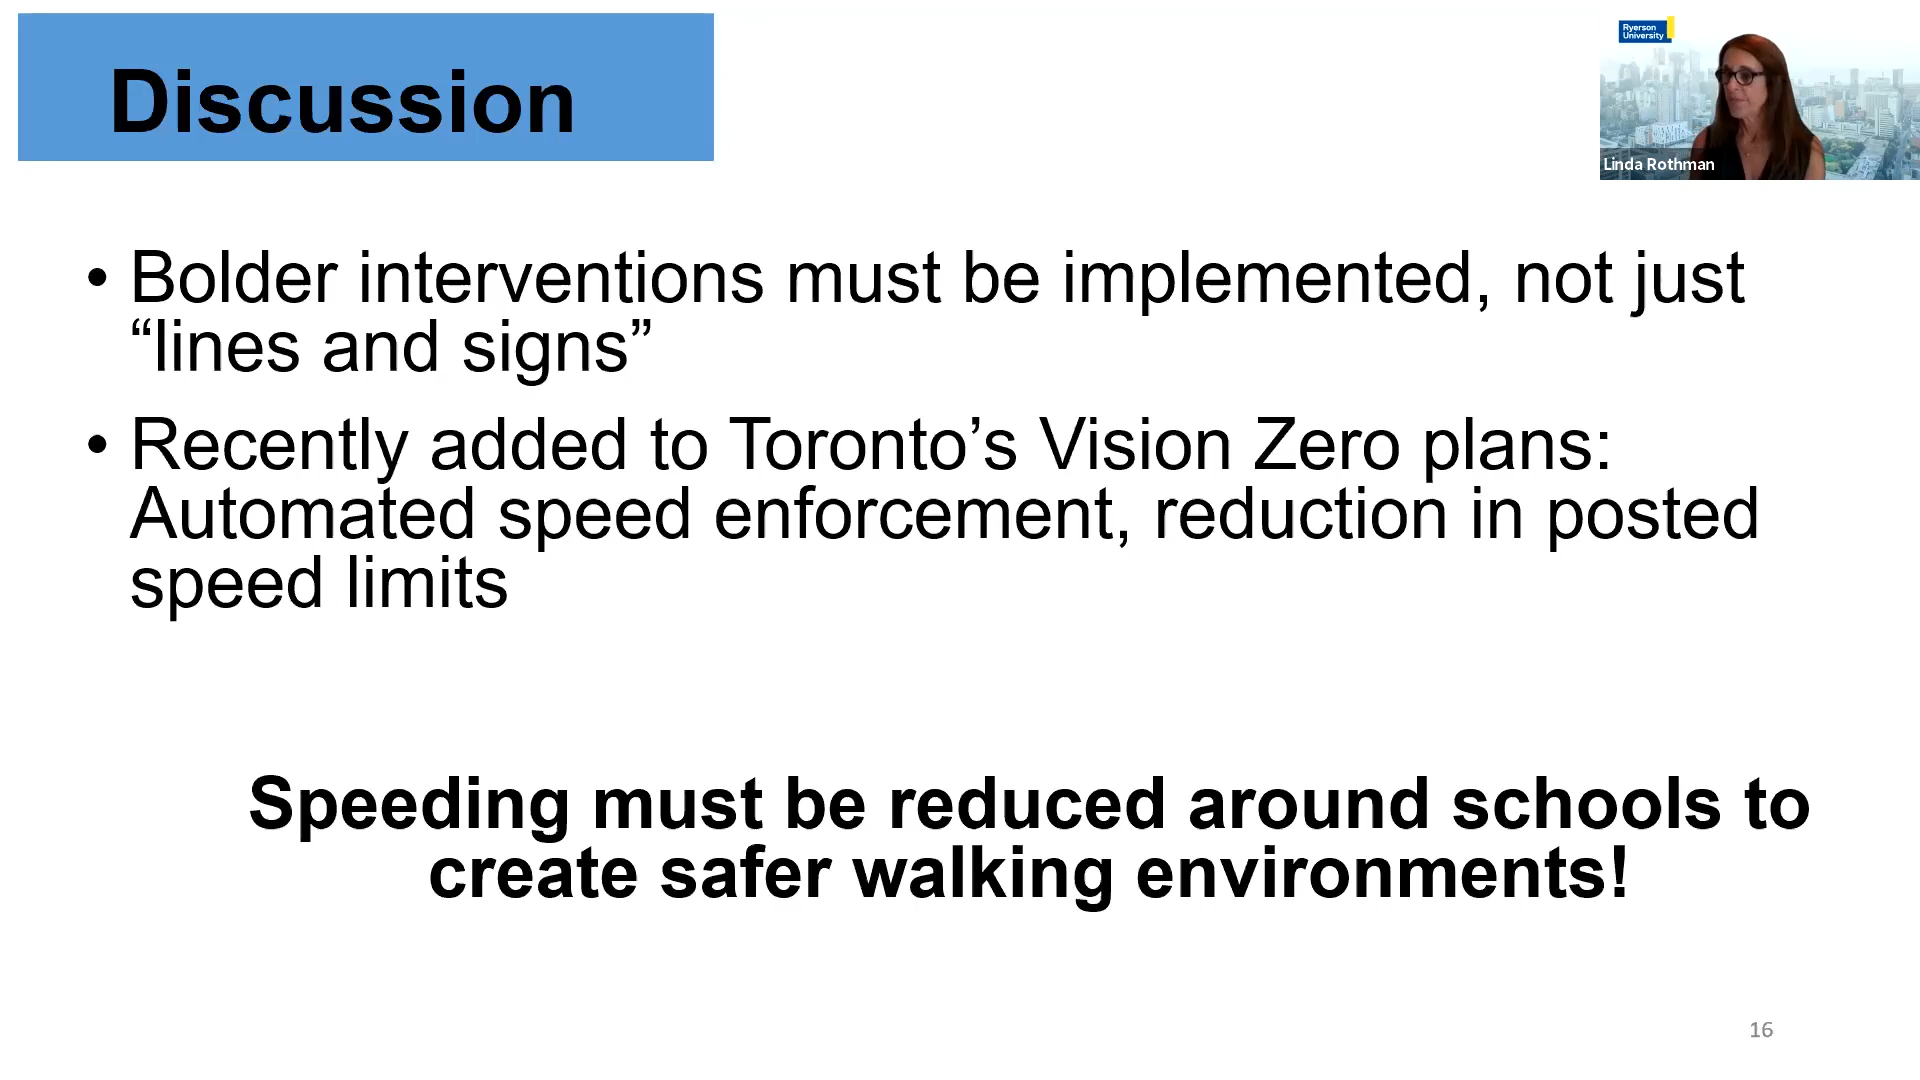 Discussion
Ryerson
University
Linda Rothman
• Bolder interventions must be implemented, not just
“lines and signs”
• Recently added to Toronto’s Vision Zero plans:
Automated speed enforcement, reduction in posted
speed limits
Speeding must be reduced around schools to
create safer walking environments!
16